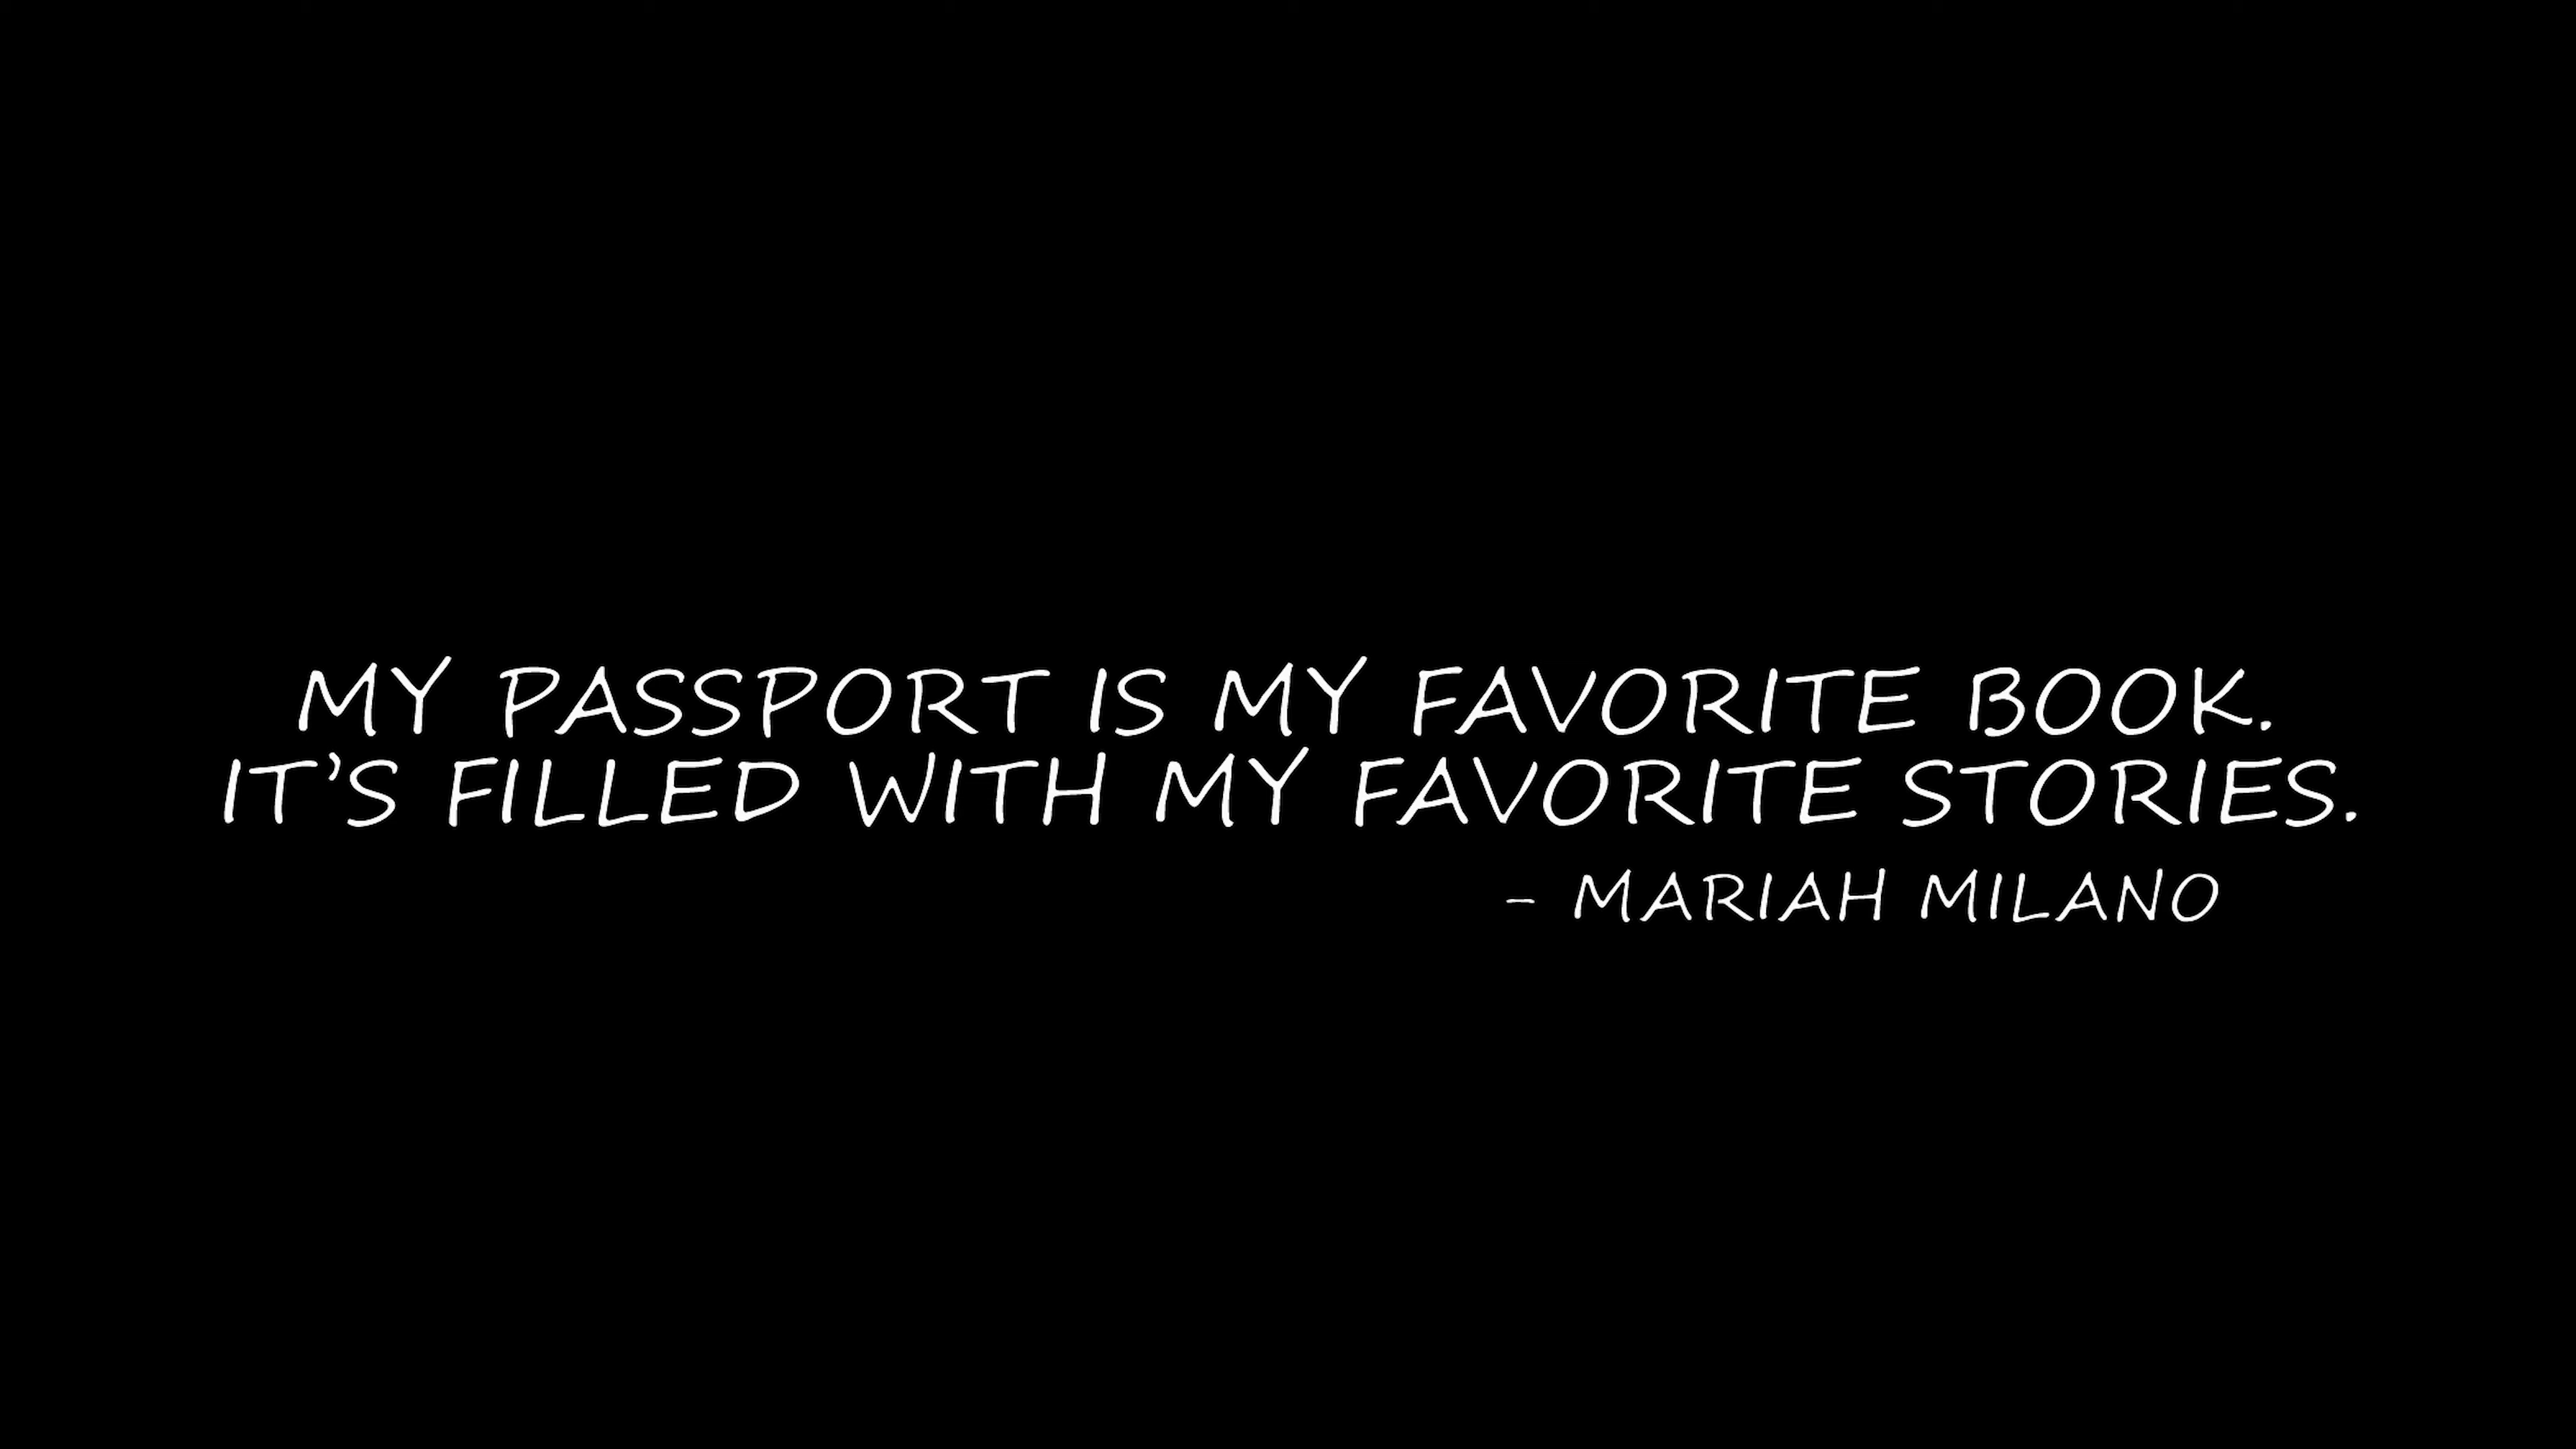 MY PASSPORT IS MY FAVORITE BOOK.
IT’S FILLED WITH MY FAVORITE STORIES.
- MARIAH MILANO